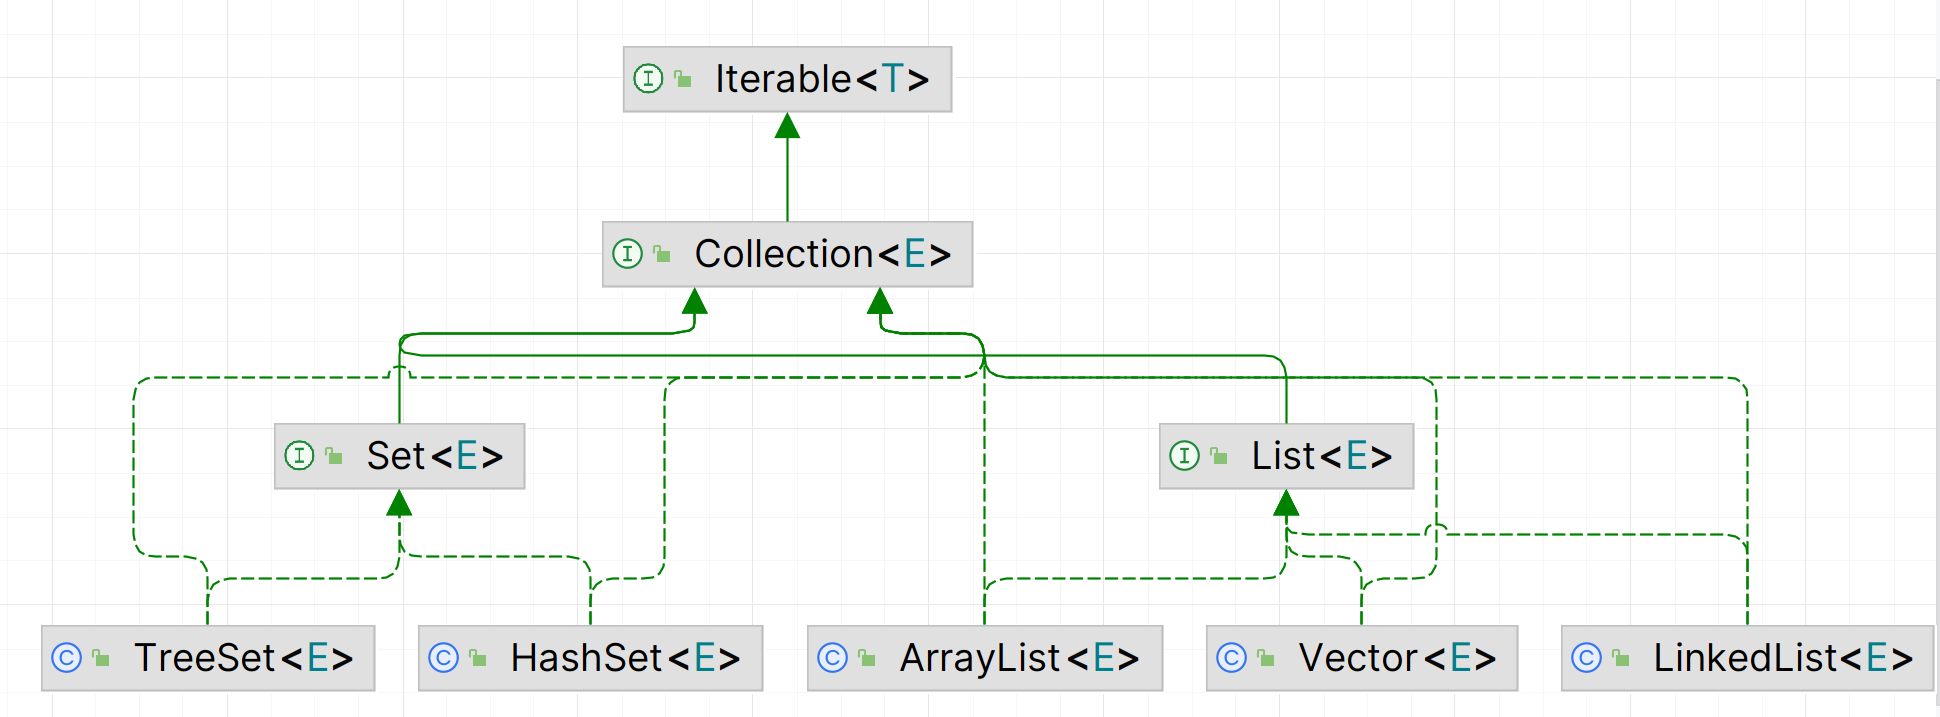 Iterable<T>
Collection<E>
Set<E>
List<E>
TreeSet<E>
HashSet<E>
ArrayList<E>
Vector<E>
LinkedList<E>